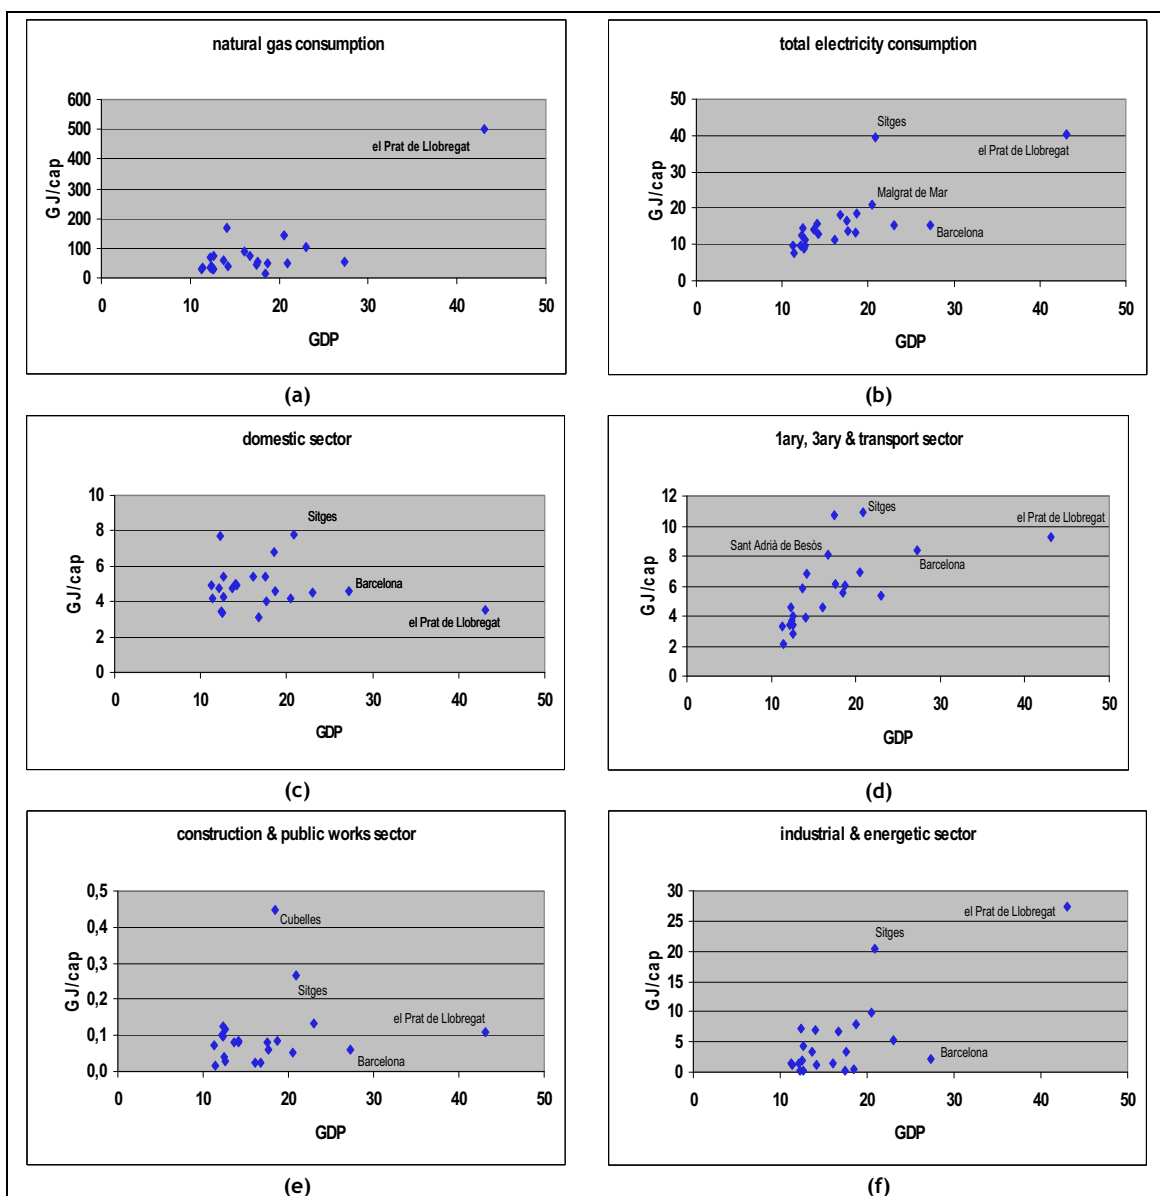 natural gas consumption
600
500
400
300
200
100
0
GJ/cap
el Prat de Llobregat
0 10 20 30 40 50
GDP
(a)
total electricity consumption
50
40
30
20
10
0
GJ/cap
Sitges
el Prat de Llobregat
Malgrat de Mar
Barcelona
0 10 20 30 40 50
GDP
(b)
domestic sector
10
8
6
4
2
0
GJ/cap
Sitges
Barcelona
el Prat de Llobregat
0 10 20 30 40 50
GDP
(c)
1ary, 3ary & transport sector
12
10
8
6
4
2
0
GJ/cap
Sitges
el Prat de Llobregat
Sant Adrià de Besòs
Barcelona
0 10 20 30 40 50
GDP
(d)
construction & public works sector
0,5
0,4
0,3
0,2
0,1
0,0
GJ/cap
Cubelles
Sitges
el Prat de Llobregat
Barcelona
0 10 20 30 40 50
GDP
(e)
industrial & energetic sector
30
25
20
15
10
5
0
GJ/cap
el Prat de Llobregat
Sitges
Barcelona
0 10 20 30 40 50
GDP
(f)